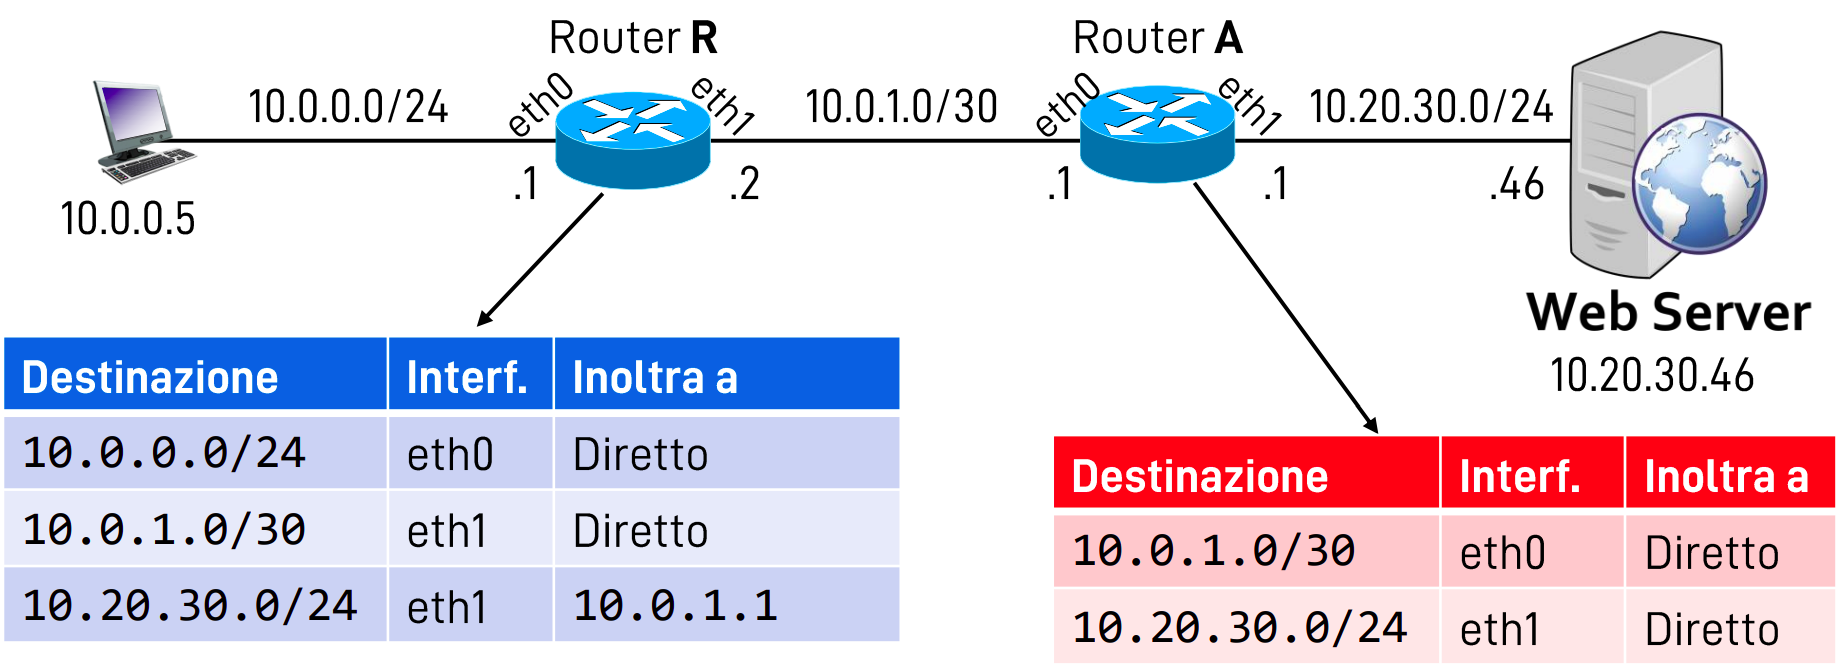 Router R
Router A
10.0.0.0/24
eth0
eth1
10.0.1.0/30
eth0
eth1
10.20.30.0/24
.1
.2
.1
.1
.46
10.0.0.5
Web Server
10.20.30.46
Destinazione Interf. Inoltra a
10.0.0.0/24 eth0 Diretto
10.0.1.0/30 eth1 Diretto
10.20.30.0/24 eth1 10.0.1.1
Destinazione Interf. Inoltra a
10.0.1.0/30 eth0 Diretto
10.20.30.0/24 eth1 Diretto